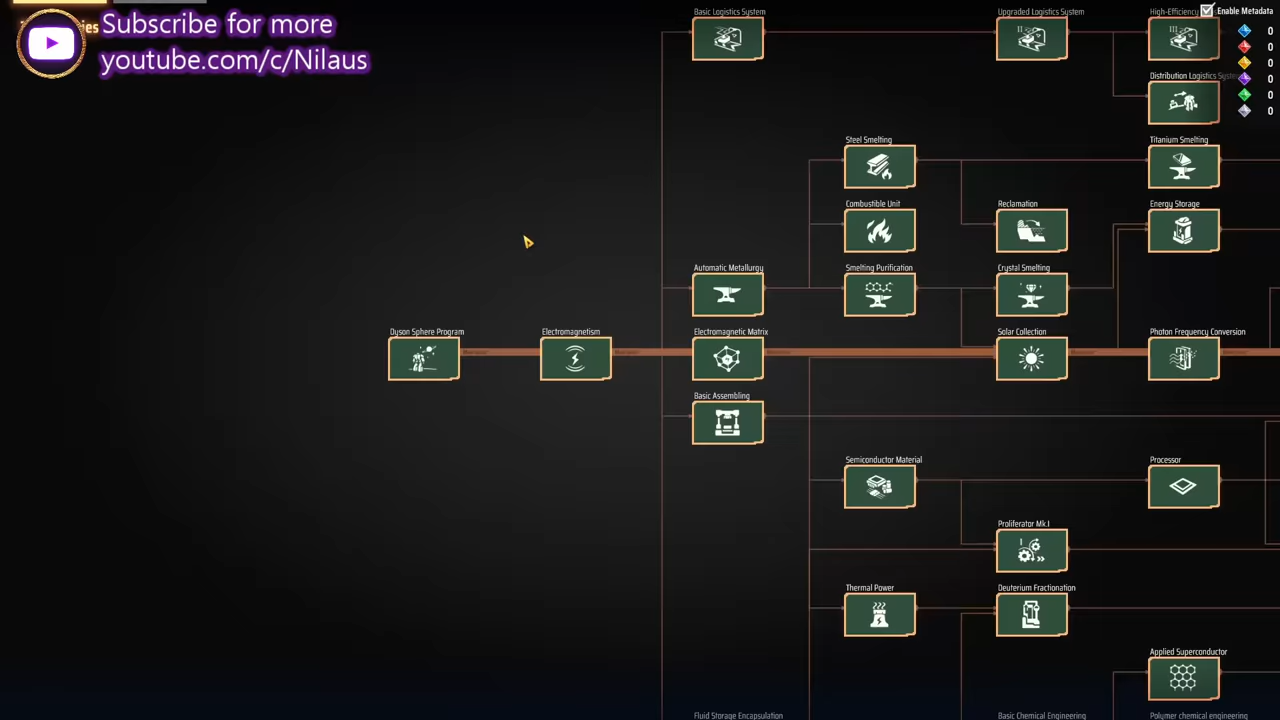 Subscribe for more
youtube.com/c/Nilaus
Basic Logistics System
Upgraded Logistics System
High-Efficiency
Enable Metadata
0
0
0
0
0
0
Distribution Logistics System
Steel Smelting
Titanium Smelting
Combustible Unit
Reclamation
Energy Storage
Automatic Metallurgy
Smelting Purification
Crystal Smelting
Dyson Sphere Program
Electromagnetism
Electromagnetic Matrix
Solar Collection
Photon Frequency Conversion
Basic Assembling
Semiconductor Material
Processor
Proliferator Mk.I
Thermal Power
Deuterium Fractionation
Applied Superconductor
Fluid Storage Encapsulation
Basic Chemical Engineering
Polymer chemical engineering